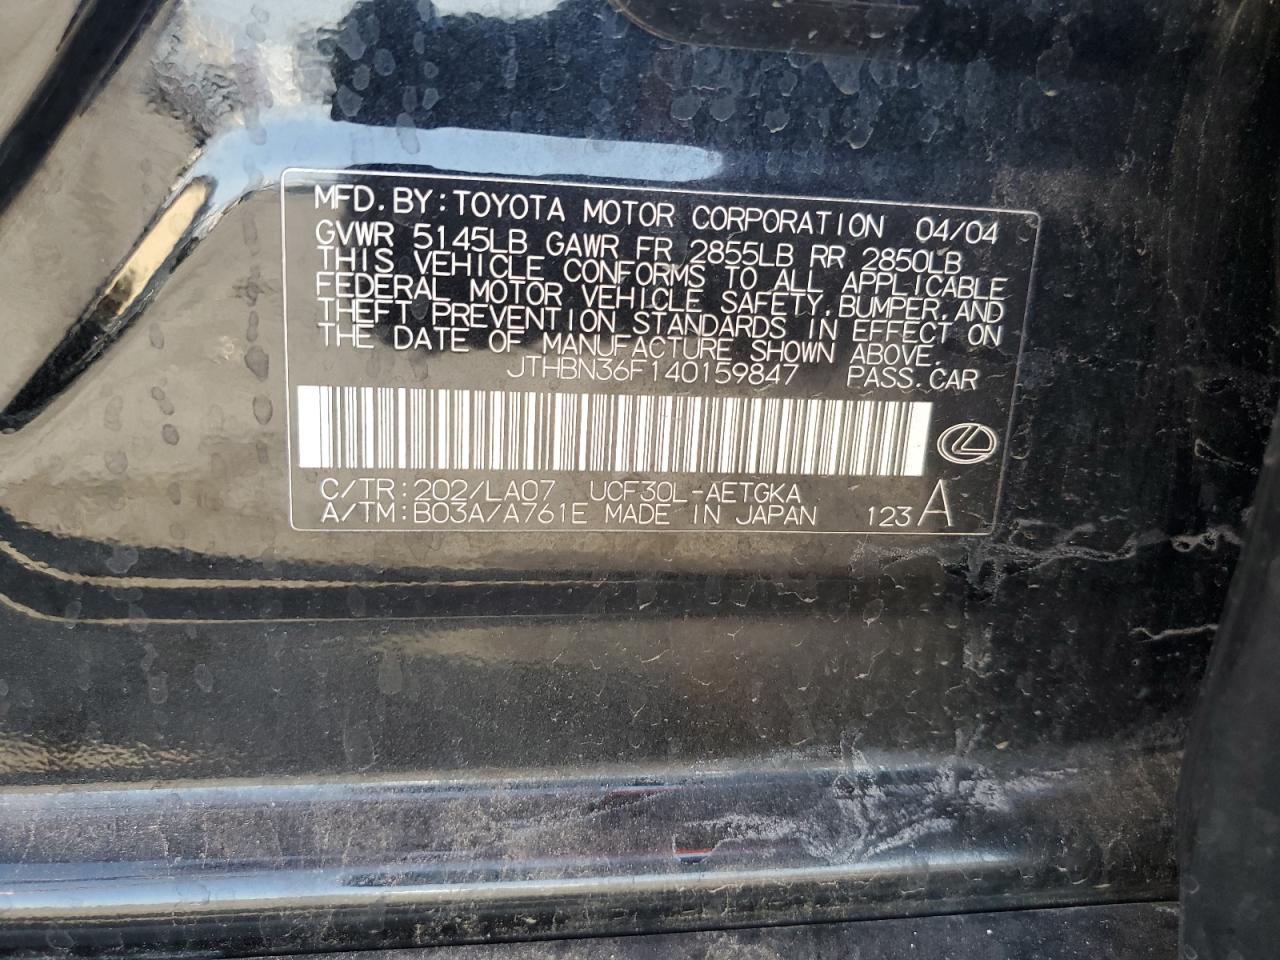 MFD. BY: TOYOTA MOTOR CORPORATION 04/04
GVWR 5145LB GAWR FR 2855LB RR 2850LB
THIS VEHICLE CONFORMS TO ALL APPLICABLE
FEDERAL MOTOR VEHICLE SAFETY, BUMPER, AND
THEFT PREVENTION STANDARDS IN EFFECT ON
THE DATE OF MANUFACTURE SHOWN ABOVE.
JTHBN36F140159847 PASS. CAR
C/TR: 202/LA07 UCF30L-AETGKA
A/TM: B03A/A761E MADE IN JAPAN 123 A